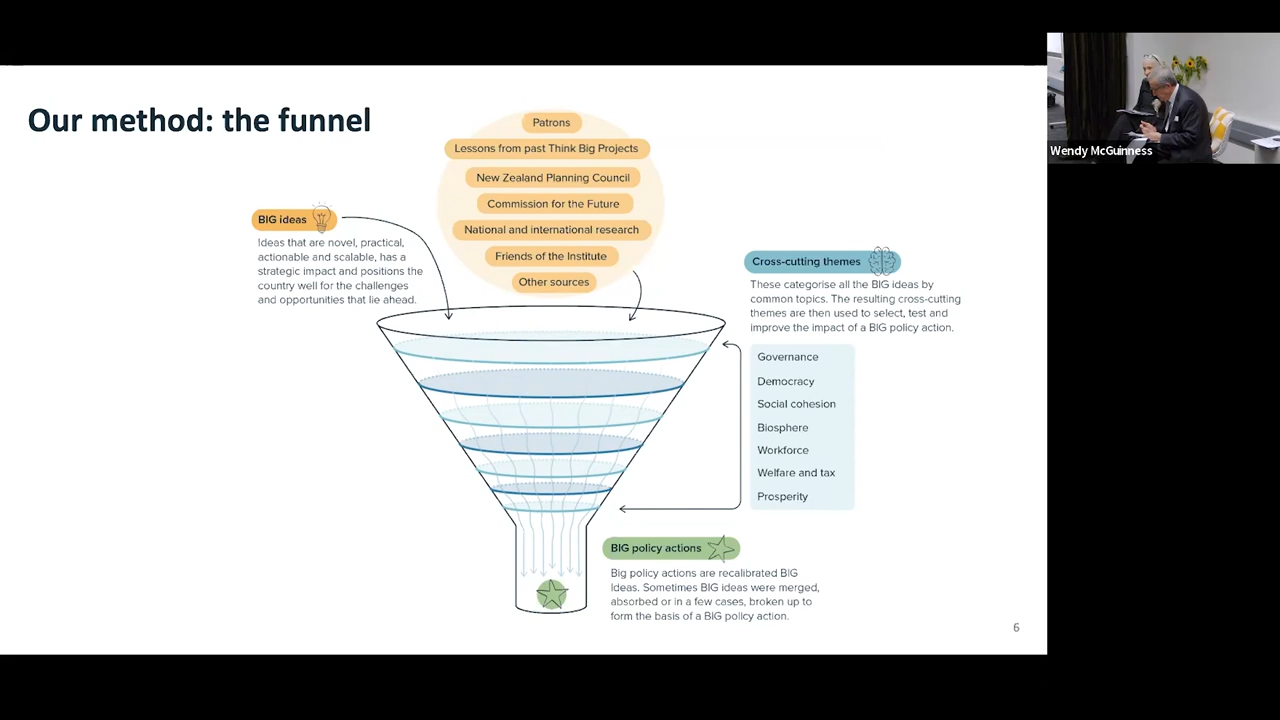 Our method: the funnel
Patrons
Lessons from past Think Big Projects
New Zealand Planning Council
Commission for the Future
National and international research
Friends of the Institute
Other sources
BIG ideas
Ideas that are novel, practical,
actionable and scalable, has a
strategic impact and positions the
country well for the challenges
and opportunities that lie ahead.
Cross-cutting themes
These categorise all the BIG ideas by
common topics. The resulting cross-cutting
themes are then used to select, test and
improve the impact of a BIG policy action.
Governance
Democracy
Social cohesion
Biosphere
Workforce
Welfare and tax
Prosperity
BIG policy actions
Big policy actions are recalibrated BIG
Ideas. Sometimes BIG ideas were merged,
absorbed or in a few cases, broken up to
form the basis of a BIG policy action.
6
Wendy McGuinness